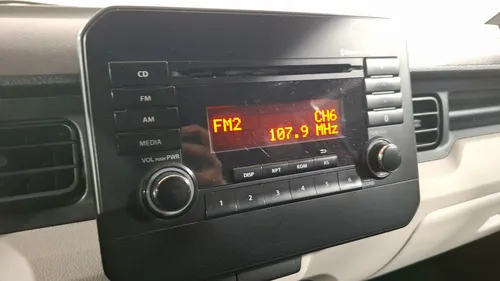 CD
FM
AM
MEDIA
VOL PUSH PWR
FM2 CH6
107.9 MHz
DISP RPT RDM AS
1 2 3 4 5 6